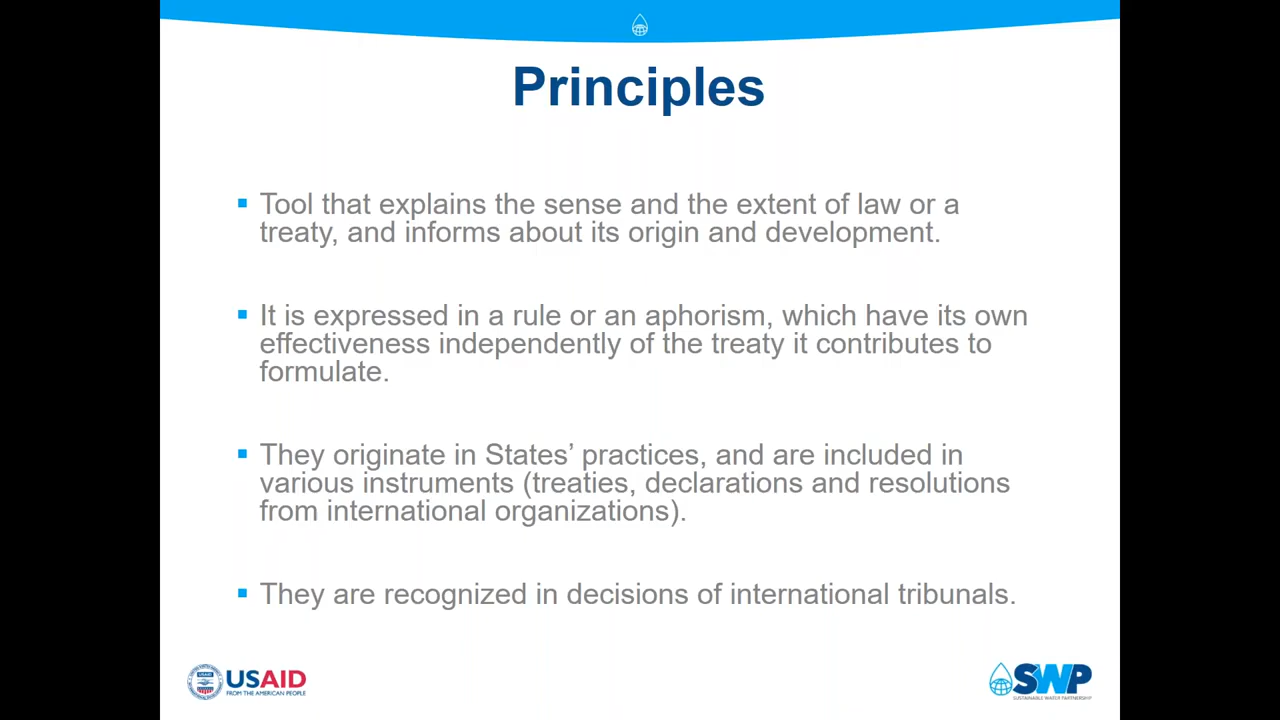 Principles
Tool that explains the sense and the extent of law or a
treaty, and informs about its origin and development.
It is expressed in a rule or an aphorism, which have its own
effectiveness independently of the treaty it contributes to
formulate.
They originate in States’ practices, and are included in
various instruments (treaties, declarations and resolutions
from international organizations).
They are recognized in decisions of international tribunals.
USAID
FROM THE AMERICAN PEOPLE
SWP
SUSTAINABLE WATER PARTNERSHIP